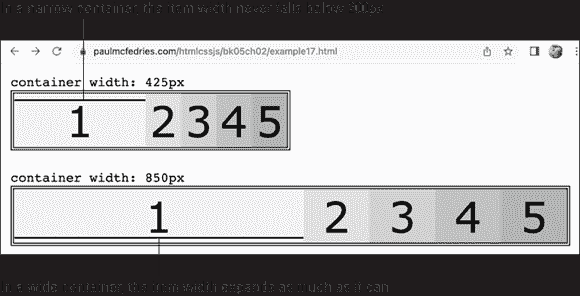 In a narrow container the item width never falls below 200px
paulmcfedries.com/htmlcssjs/bk05ch02/example17.html
container width: 425px
1 2 3 4 5
container width: 850px
1 2 3 4 5
In a wide container the item width expands as much as it can